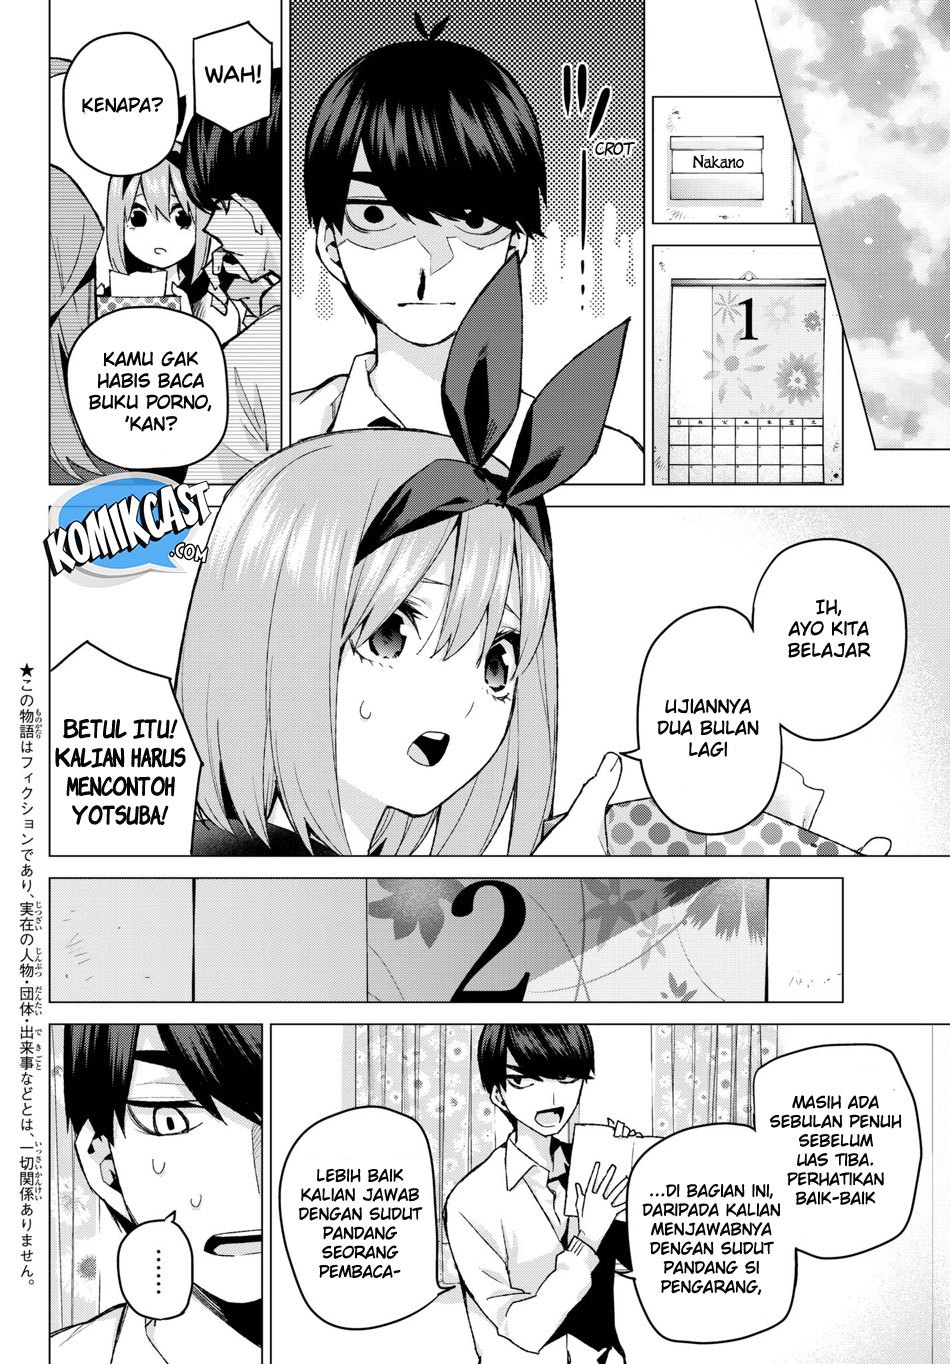 Nakano
1
CROT
WAH!
KENAPA?
KAMU GAK
HABIS BACA
BUKU PORNO,
'KAN?
KOMIKCAST
.COM
IH,
AYO KITA
BELAJAR
UJIANNYA
DUA BULAN
LAGI
BETUL ITU!
KALIAN HARUS
MENCONTOH
YOTSUBA!
2
MASIH ADA
SEBULAN PENUH
SEBELUM
UAS TIBA.
PERHATIKAN
BAIK-BAIK
...DI BAGIAN INI,
DARIPADA KALIAN
MENJAWABNYA
DENGAN SUDUT
PANDANG SI
PENGARANG,
LEBIH BAIK
KALIAN JAWAB
DENGAN SUDUT
PANDANG
SEORANG
PEMBACA-
......
★この物語はフィクションであり、実在の人物・団体・出来事などとは、一切関係ありません。